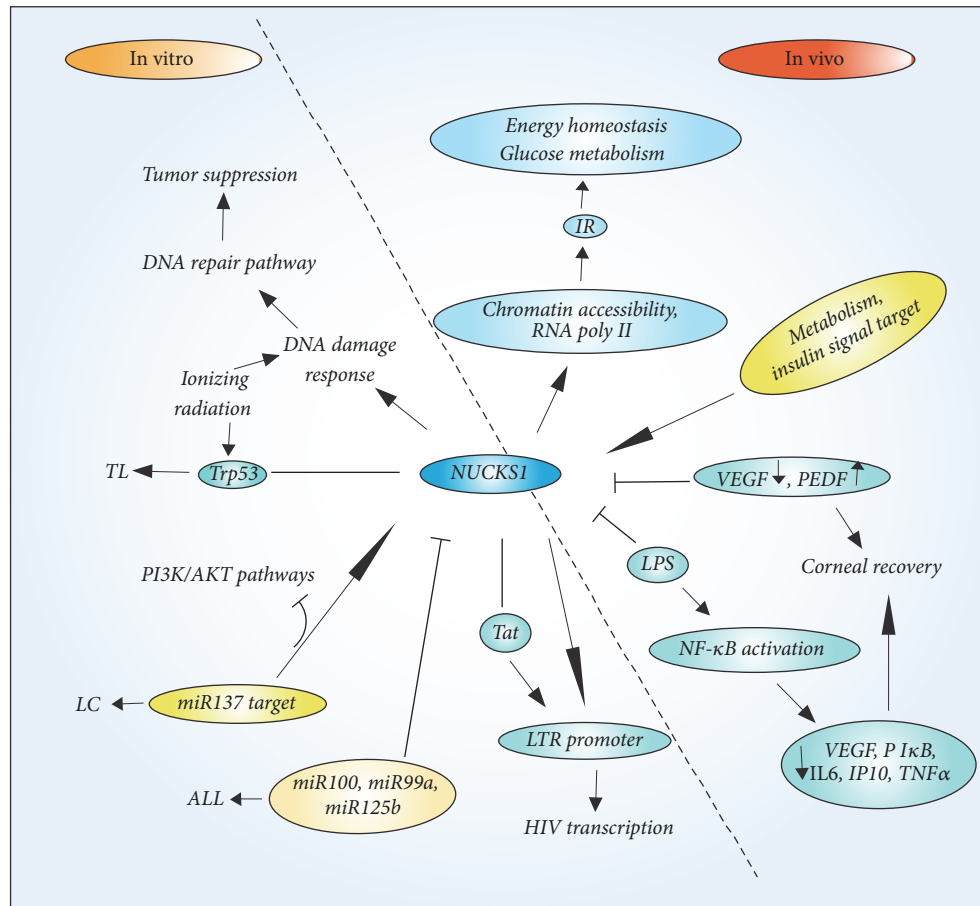 In vitro
In vivo
Energy homeostasis
Glucose metabolism
Tumor suppression
IR
DNA repair pathway
Chromatin accessibility,
RNA poly II
Metabolism,
insulin signal target
DNA damage
response
Ionizing
radiation
TL
Trp53
NUCKS1
VEGF , PEDF
LPS
Corneal recovery
PI3K/AKT pathways
Tat
NF-κB activation
LC
miR137 target
LTR promoter
VEGF, P IκB,
IL6, IP10, TNFα
ALL
miR100, miR99a,
miR125b
HIV transcription